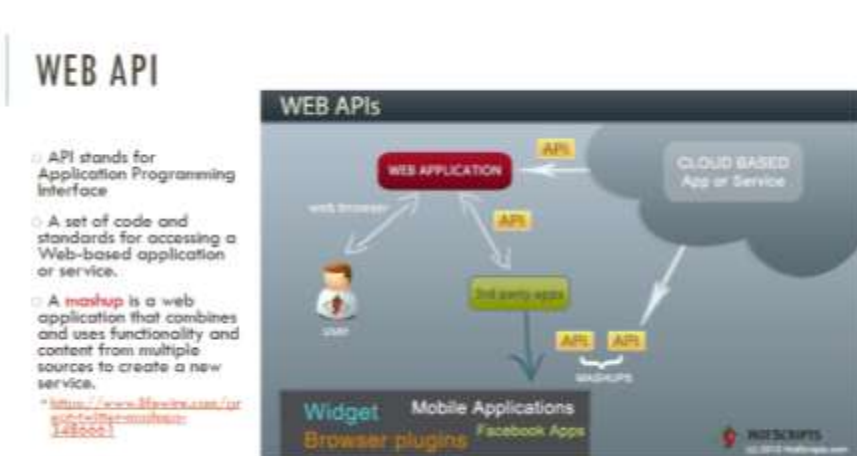 WEB API
API stands for
Application Programming
Interface
A set of code and
standards for accessing a
Web-based application
or service.
A mashup is a web
application that combines
and uses functionality and
content from multiple
sources to create a new
service.
WEB APIs
API
WEB APPLICATION
CLOUD BASED
App or Service
web browser
API
user
3rd party apps
API API
MASHUPS
Widget Mobile Applications
Browser plugins Facebook Apps
HOTSCRIPTS